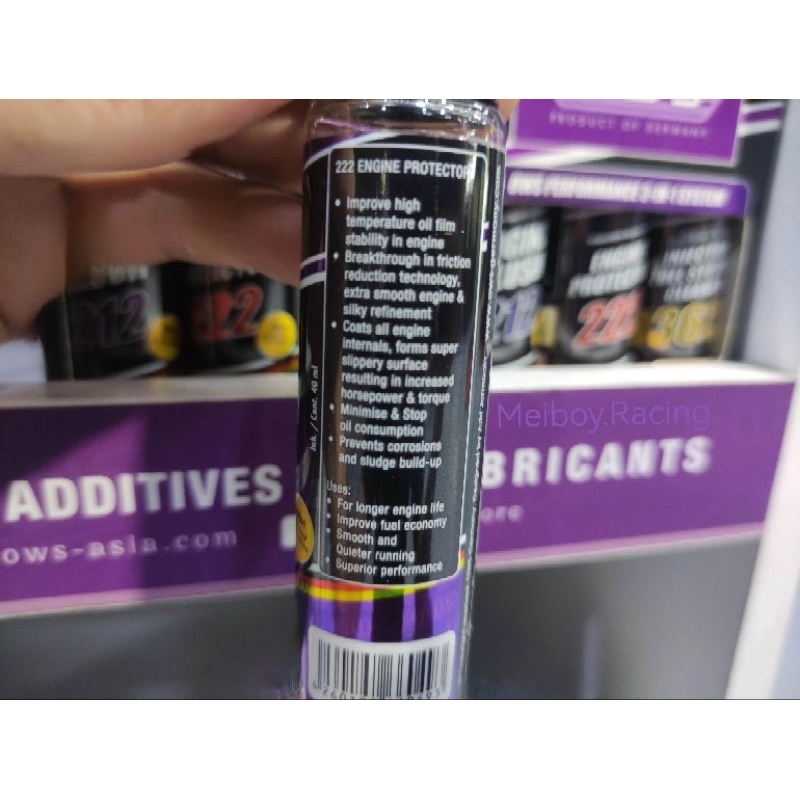 PRODUCT OF GERMANY
OWS PERFORMANCE 3-IN-1 SYSTEM
222 ENGINE PROTECTOR
• Improve high
temperature oil film
stability in engine
• Breakthrough in friction
reduction technology,
extra smooth engine &
silky refinement
• Coats all engine
internals, forms super
slippery surface
resulting in increased
horsepower & torque
• Minimise & Stop
oil consumption
• Prevents corrosions
and sludge build-up
Uses:
• For longer engine life
• Improve fuel economy
• Smooth and
• Quieter running
• Superior performance
Inh. / Cont. 40 ml
212
222
ENGINE
PROTECT
222
Meiboy.Racing
ADDITIVES
BRICANTS
ows-asia.com